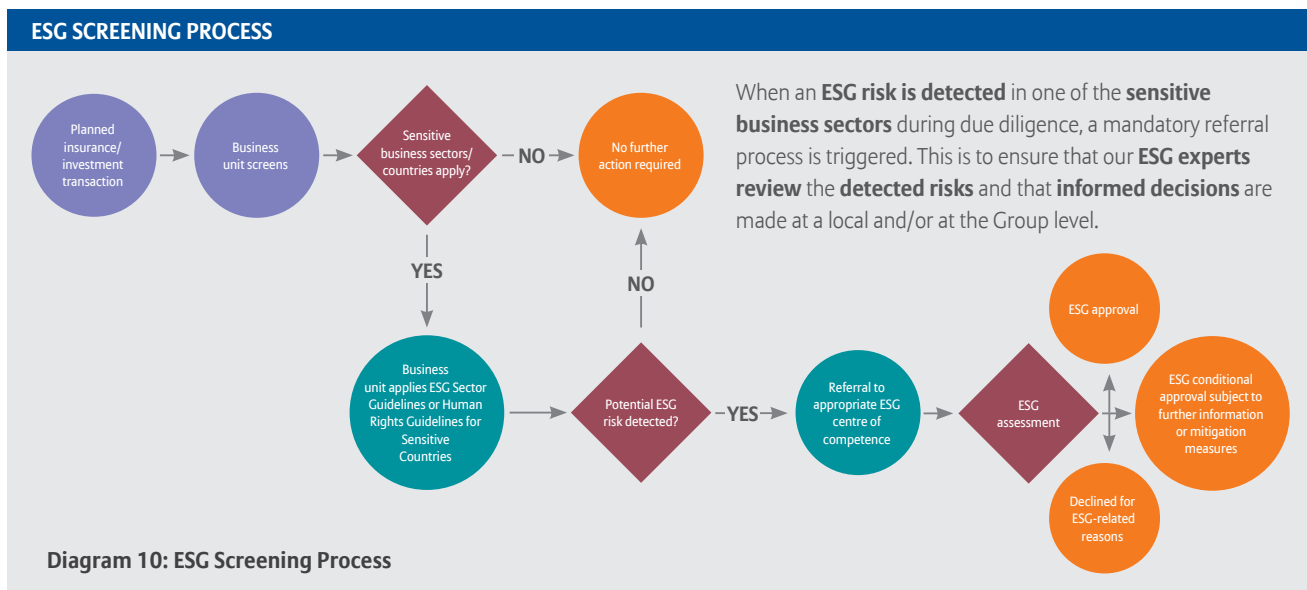 ESG SCREENING PROCESS
Planned
insurance/
investment
transaction
Business
unit screens
Sensitive
business sectors/
countries apply?
NO
No further
action required
When an ESG risk is detected in one of the sensitive
business sectors during due diligence, a mandatory referral
process is triggered. This is to ensure that our ESG experts
review the detected risks and that informed decisions are
made at a local and/or at the Group level.
YES
NO
Business
unit applies ESG Sector
Guidelines or Human
Rights Guidelines for
Sensitive
Countries
Potential ESG
risk detected?
YES
Referral to
appropriate ESG
centre of
competence
ESG
assessment
ESG approval
ESG conditional
approval subject to
further information
or mitigation
measures
Declined for
ESG-related
reasons
Diagram 10: ESG Screening Process